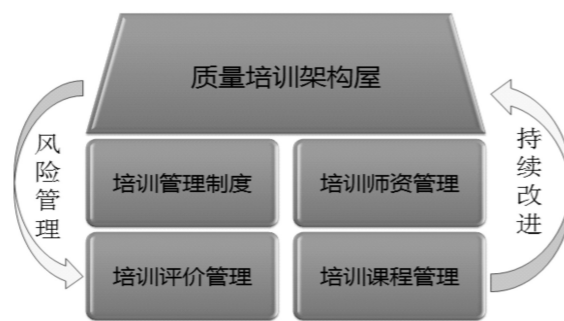 质量培训架构屋
风险管理
持续改进
培训管理制度
培训师资管理
培训评价管理
培训课程管理